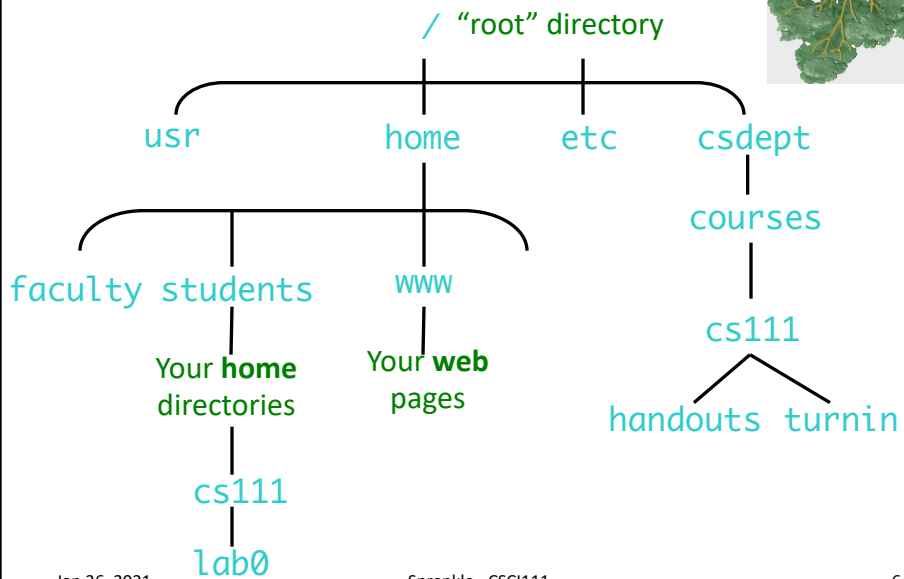 / “root” directory
usr home etc csdept
courses
faculty students www
cs111
Your home
directories
Your web
pages
handouts turnin
cs111
lab0